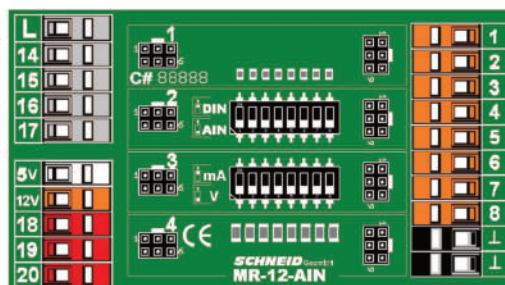 L
14
15
16
17
5V
12V
18
19
20
1
C# 88888
2
DIN
AIN
3
mA
V
4
CE
SCHNEID GesmbH
MR-12-AIN
1
2
3
4
5
6
7
8
⊥
⊥